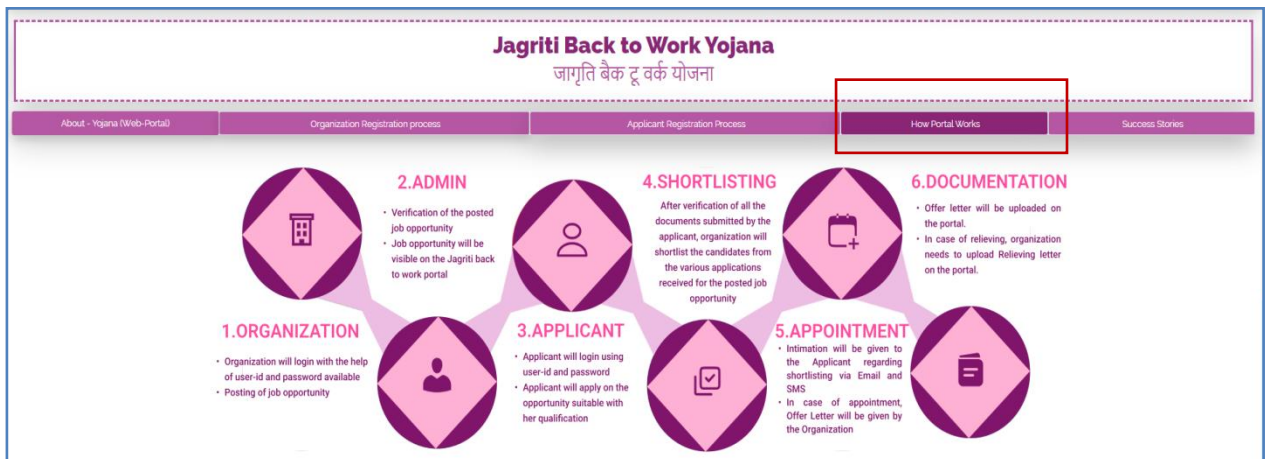 Jagriti Back to Work Yojana
जागृति बैक टू वर्क योजना
About - Yojana (Web-Portal)
Organization Registration process
Applicant Registration Process
How Portal Works
Success Stories
1.ORGANIZATION
• Organization will login with the help
of user-id and password available
• Posting of job opportunity
2.ADMIN
• Verification of the posted
job opportunity
• Job opportunity will be
visible on the Jagriti back
to work portal
3.APPLICANT
• Applicant will login using
user-id and password
• Applicant will apply on the
opportunity suitable with
her qualification
4.SHORTLISTING
After verification of all the
documents submitted by the
applicant, organization will
shortlist the candidates from
the various applications
received for the posted job
opportunity
5.APPOINTMENT
• Intimation will be given to
the Applicant regarding
shortlisting via Email and
SMS
• In case of appointment,
Offer Letter will be given by
the Organization
6.DOCUMENTATION
• Offer letter will be uploaded on
the portal.
• In case of relieving, organization
needs to upload Relieving letter
on the portal.